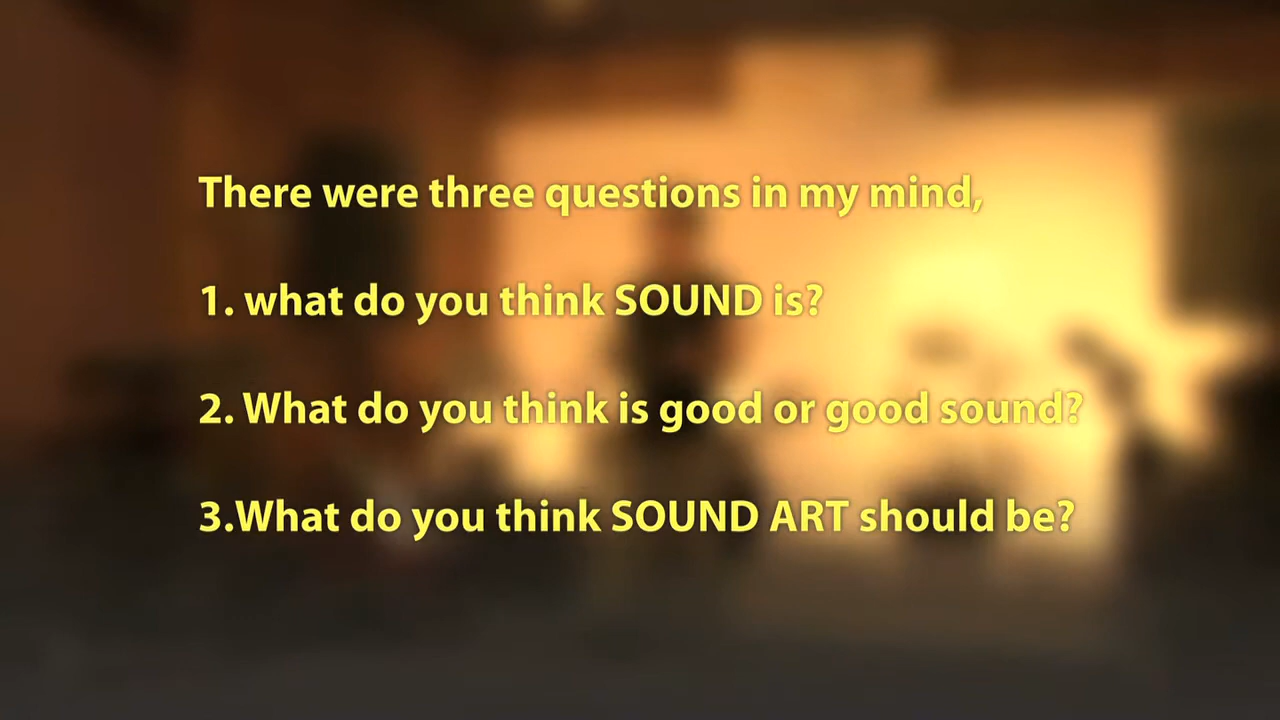 There were three questions in my mind,
1. what do you think SOUND is?
2. What do you think is good or good sound?
3.What do you think SOUND ART should be?